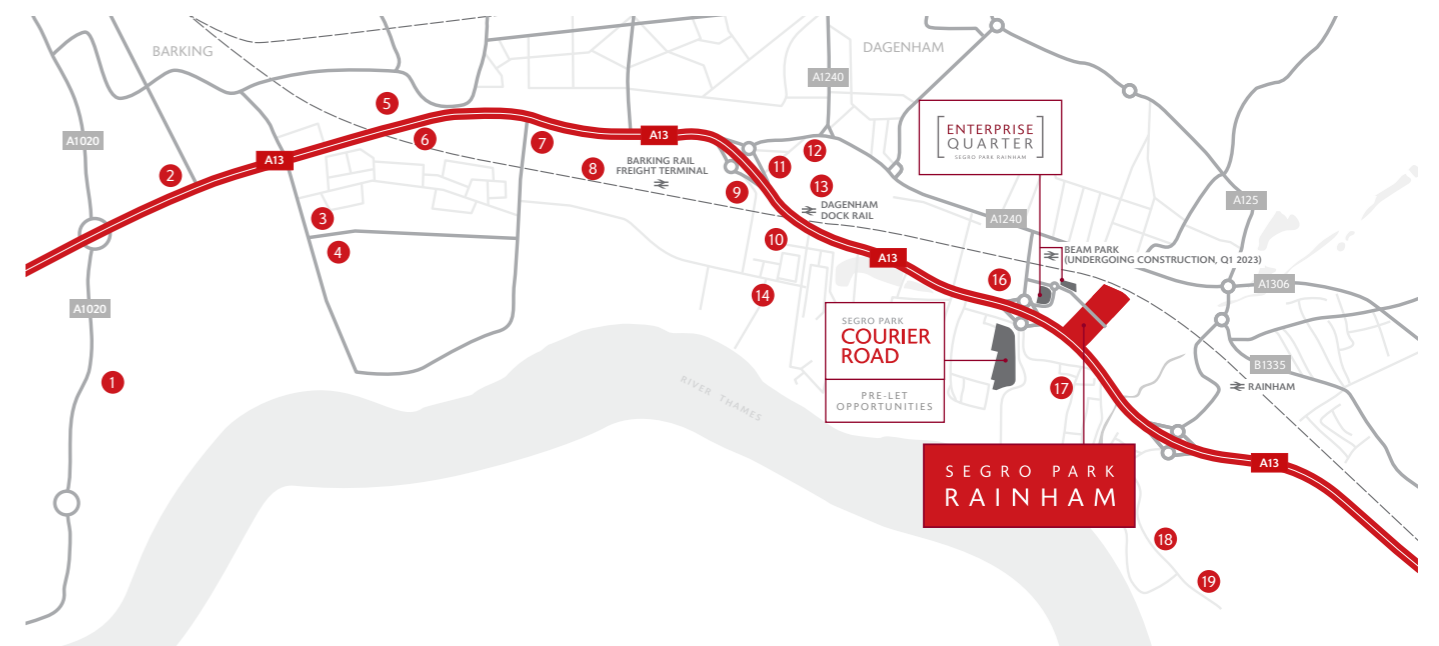 BARKING
DAGENHAM
A1240
5
ENTERPRISE
QUARTER
SEGRO PARK RAINHAM
A1020
6
7
A13
A13
12
2
BARKING RAIL
FREIGHT TERMINAL
8
11
9
13
DAGENHAM
DOCK RAIL
A125
3
4
10
A1240
A13
BEAM PARK
(UNDERGOING CONSTRUCTION, Q1 2023)
16
A1306
14
A1020
SEGRO PARK
COURIER
ROAD
PRE-LET
OPPORTUNITIES
1
RIVER THAMES
17
B1335
RAINHAM
A13
SEGRO PARK
RAINHAM
18
19